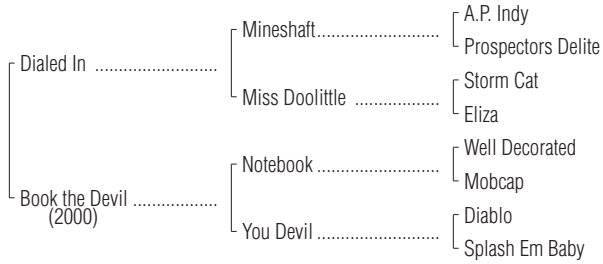 A.P. Indy
Mineshaft
Prospectors Delite
Dialed In
Storm Cat
Miss Doolittle
Eliza
Well Decorated
Notebook
Mobcap
Book the Devil
(2000)
Diablo
You Devil
Splash Em Baby